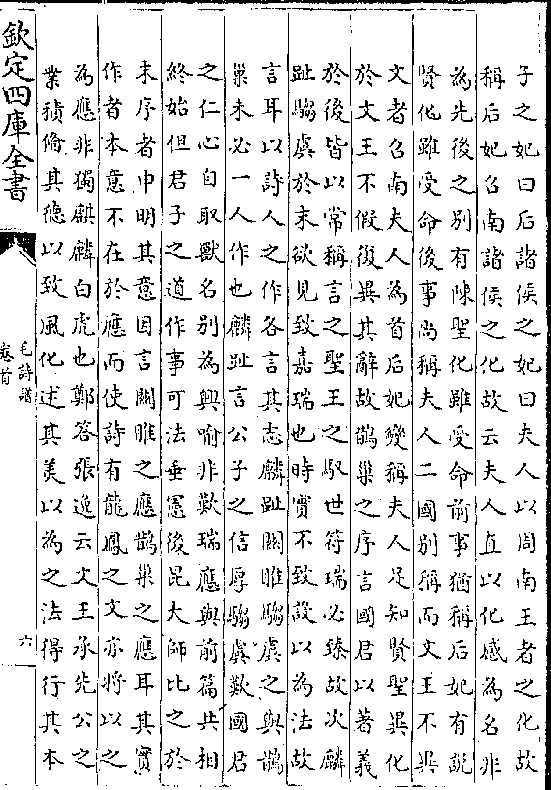 子之妃曰后諸侯之妃曰夫人以周南王者之化故
稱后妃召南諸侯之化故云夫人直以化感為名非
為先後之别有陳聖化雖受命前事猶稱后妃有説
賢化雖受命後事尚稱夫人二國别稱而文王不異
文者召南夫人為首后妃變稱夫人足知賢聖異化
於文王不假復異其辭故鵲巢之序言國君以著義
於後皆以常稱言之聖王之馭世符瑞必臻故次麟
趾騶虞於末欲見致嘉瑞也時實不致設以為法故
言耳以詩人之作各言其志麟趾關雎騶虞之與鵲
巢未必一人作也麟趾言公子之信厚騶虞歎國君
之仁心自取獸名别為興喻非歎瑞應與前篇共相
終始但君子之道作事可法垂憲後昆大師比之於
末序者申明其意因言關雎之應鵲巢之應耳其實
作者本意不在於應而使詩有龍鳳之文亦將以之
為應非獨麒麟白虎也鄭答張逸云文王承先公之
業積脩其德以致風化述其美以為之法得行其本
欽定四庫全書
毛詩譜
卷首
六